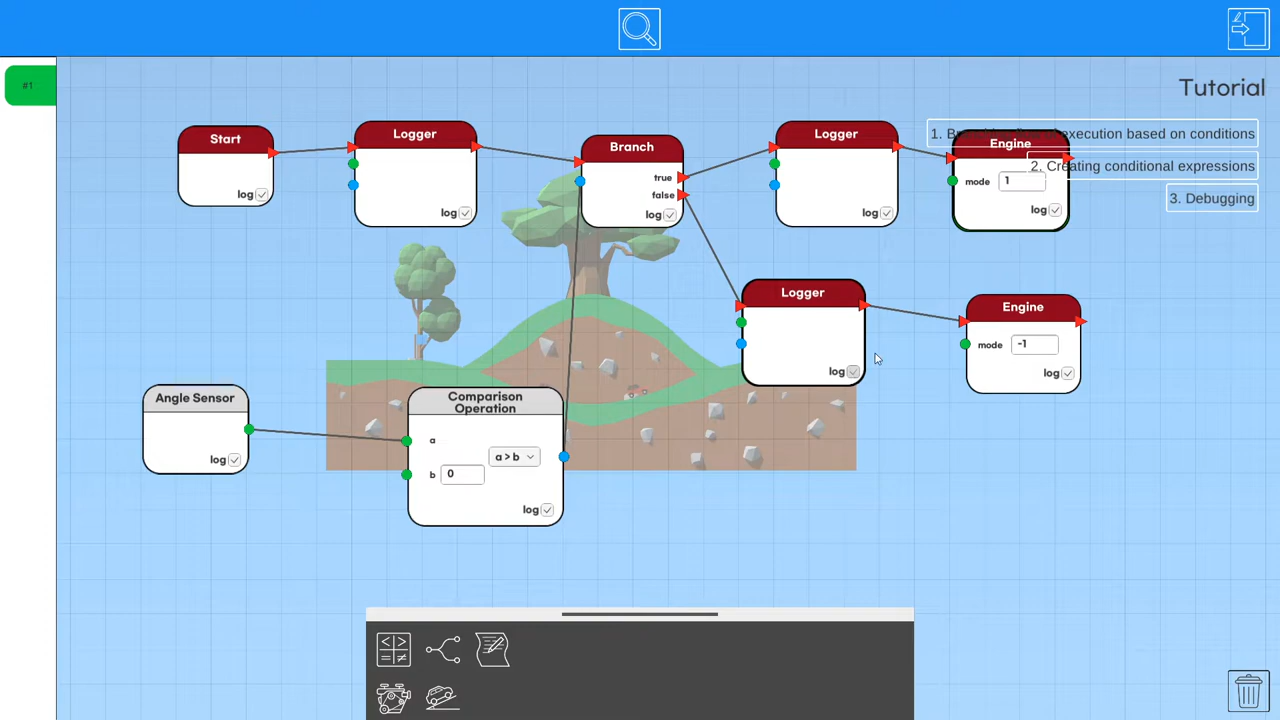 #1
Tutorial
Start
log
Logger
log
Branch
true
false
log
Logger
log
1. B execution based on conditions
Engine
2. Creating conditional expressions
mode 1
3. Debugging
log
Logger
log
Engine
mode -1
log
Angle Sensor
log
Comparison
Operation
a
a > b
b 0
log